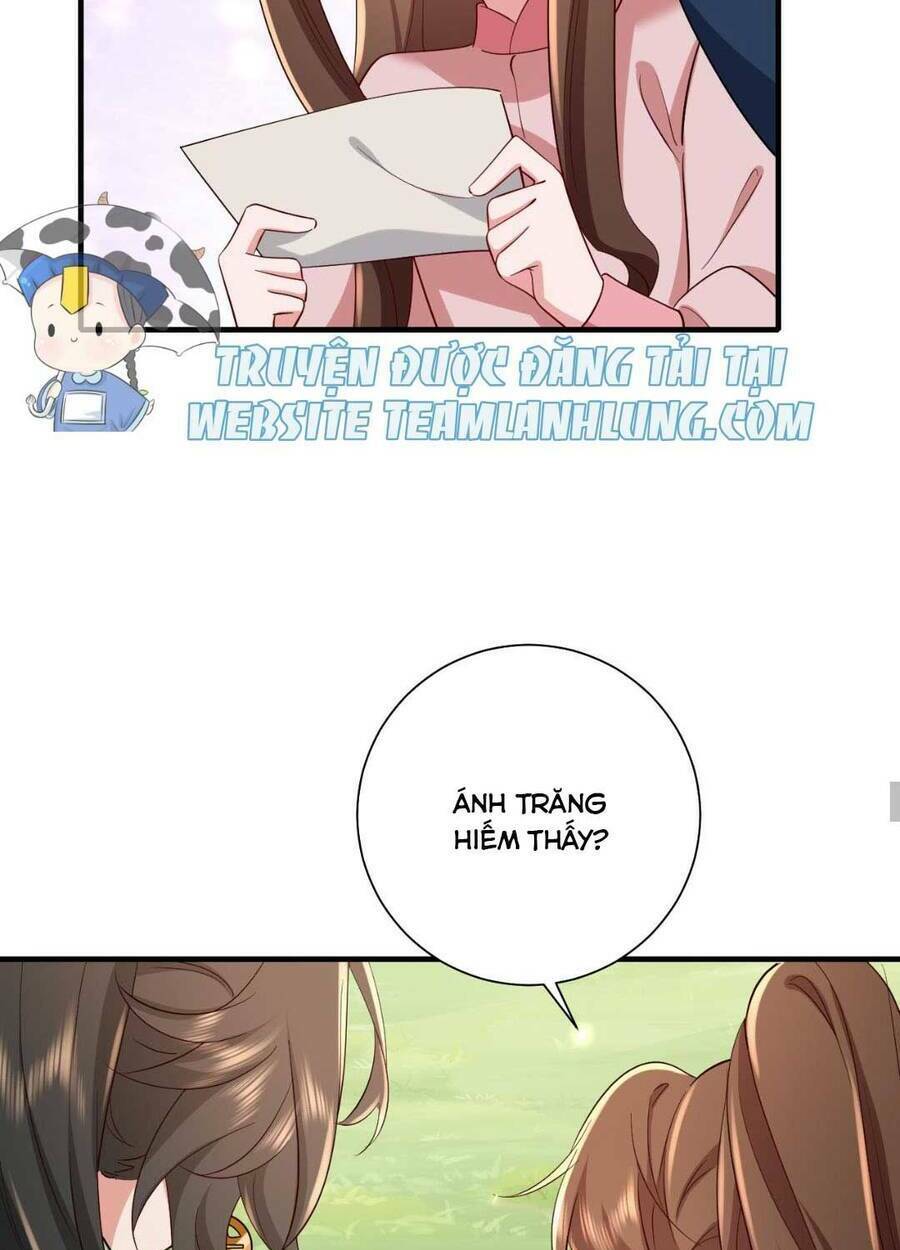 TRUYỆN ĐƯỢC ĐĂNG TẢI TẠI
WEBSITE TEAMLANHLUNG.COM
ÁNH TRĂNG
HIẾM THẤY?